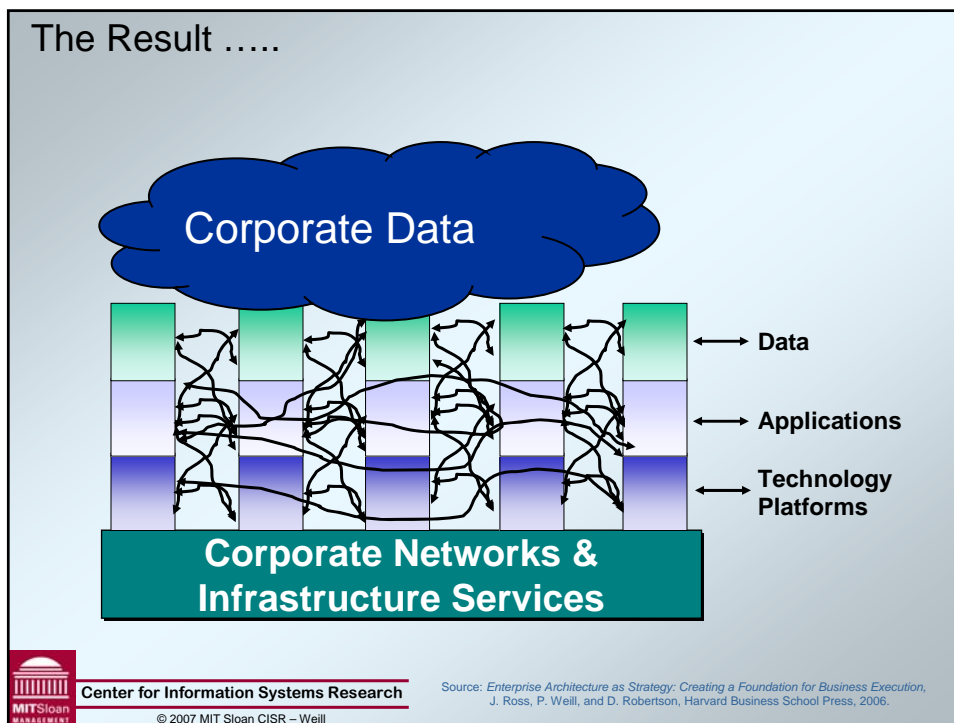 The Result …..
Corporate Data
Data
Applications
Technology
Platforms
Corporate Networks &
Infrastructure Services
MITSloan
MANAGEMENT
Center for Information Systems Research
© 2007 MIT Sloan CISR – Weill
Source: Enterprise Architecture as Strategy: Creating a Foundation for Business Execution,
J. Ross, P. Weill, and D. Robertson, Harvard Business School Press, 2006.